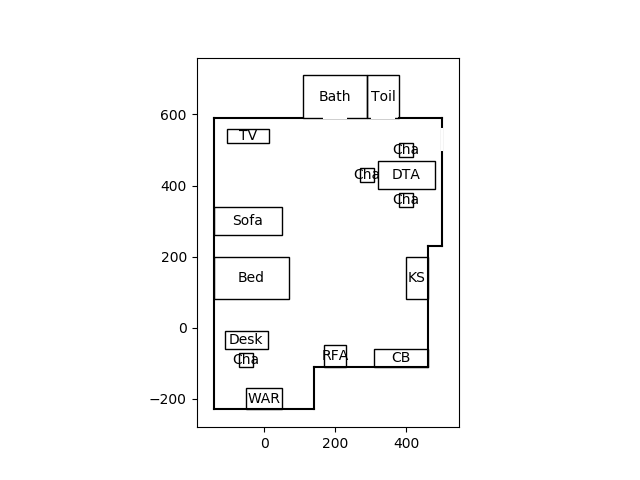 Bath Toil
600
TV
Cha
400
Cha DTA
Cha
Sofa
200
Bed KS
0
Desk
Cha RFA CB
−200
WAR
0 200 400